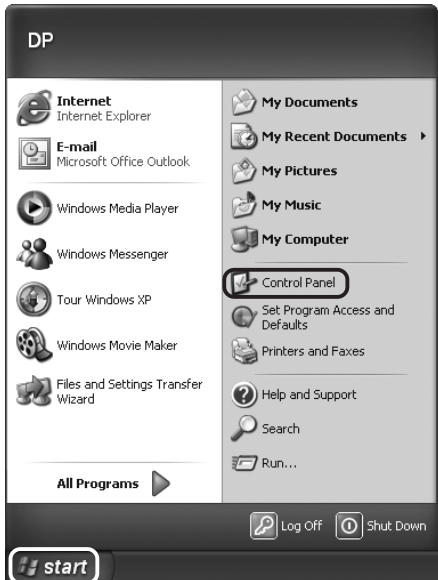 DP
Internet
Internet Explorer
E-mail
Microsoft Office Outlook
Windows Media Player
Windows Messenger
Tour Windows XP
Windows Movie Maker
Files and Settings Transfer
Wizard
All Programs
My Documents
My Recent Documents
My Pictures
My Music
My Computer
Control Panel
Set Program Access and
Defaults
Printers and Faxes
Help and Support
Search
Run...
Log Off
Shut Down
start